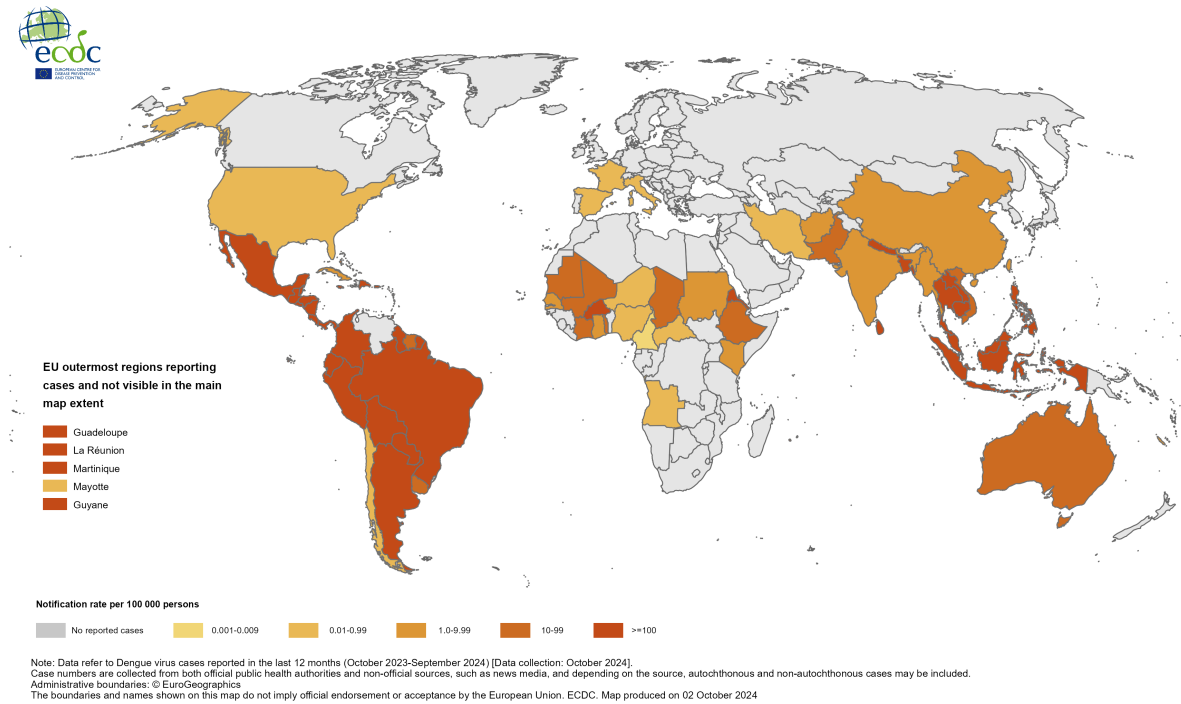 ecdc
EUROPEAN CENTRE FOR
DISEASE PREVENTION
AND CONTROL
EU outermost regions reporting
cases and not visible in the main
map extent
Guadeloupe
La Réunion
Martinique
Mayotte
Guyane
Notification rate per 100 000 persons
No reported cases 0.001-0.009 0.01-0.99 1.0-9.99 10-99 >=100
Note: Data refer to Dengue virus cases reported in the last 12 months (October 2023-September 2024) [Data collection: October 2024].
Case numbers are collected from both official public health authorities and non-official sources, such as news media, and depending on the source, autochthonous and non-autochthonous cases may be included.
Administrative boundaries: © EuroGeographics
The boundaries and names shown on this map do not imply official endorsement or acceptance by the European Union. ECDC. Map produced on 02 October 2024